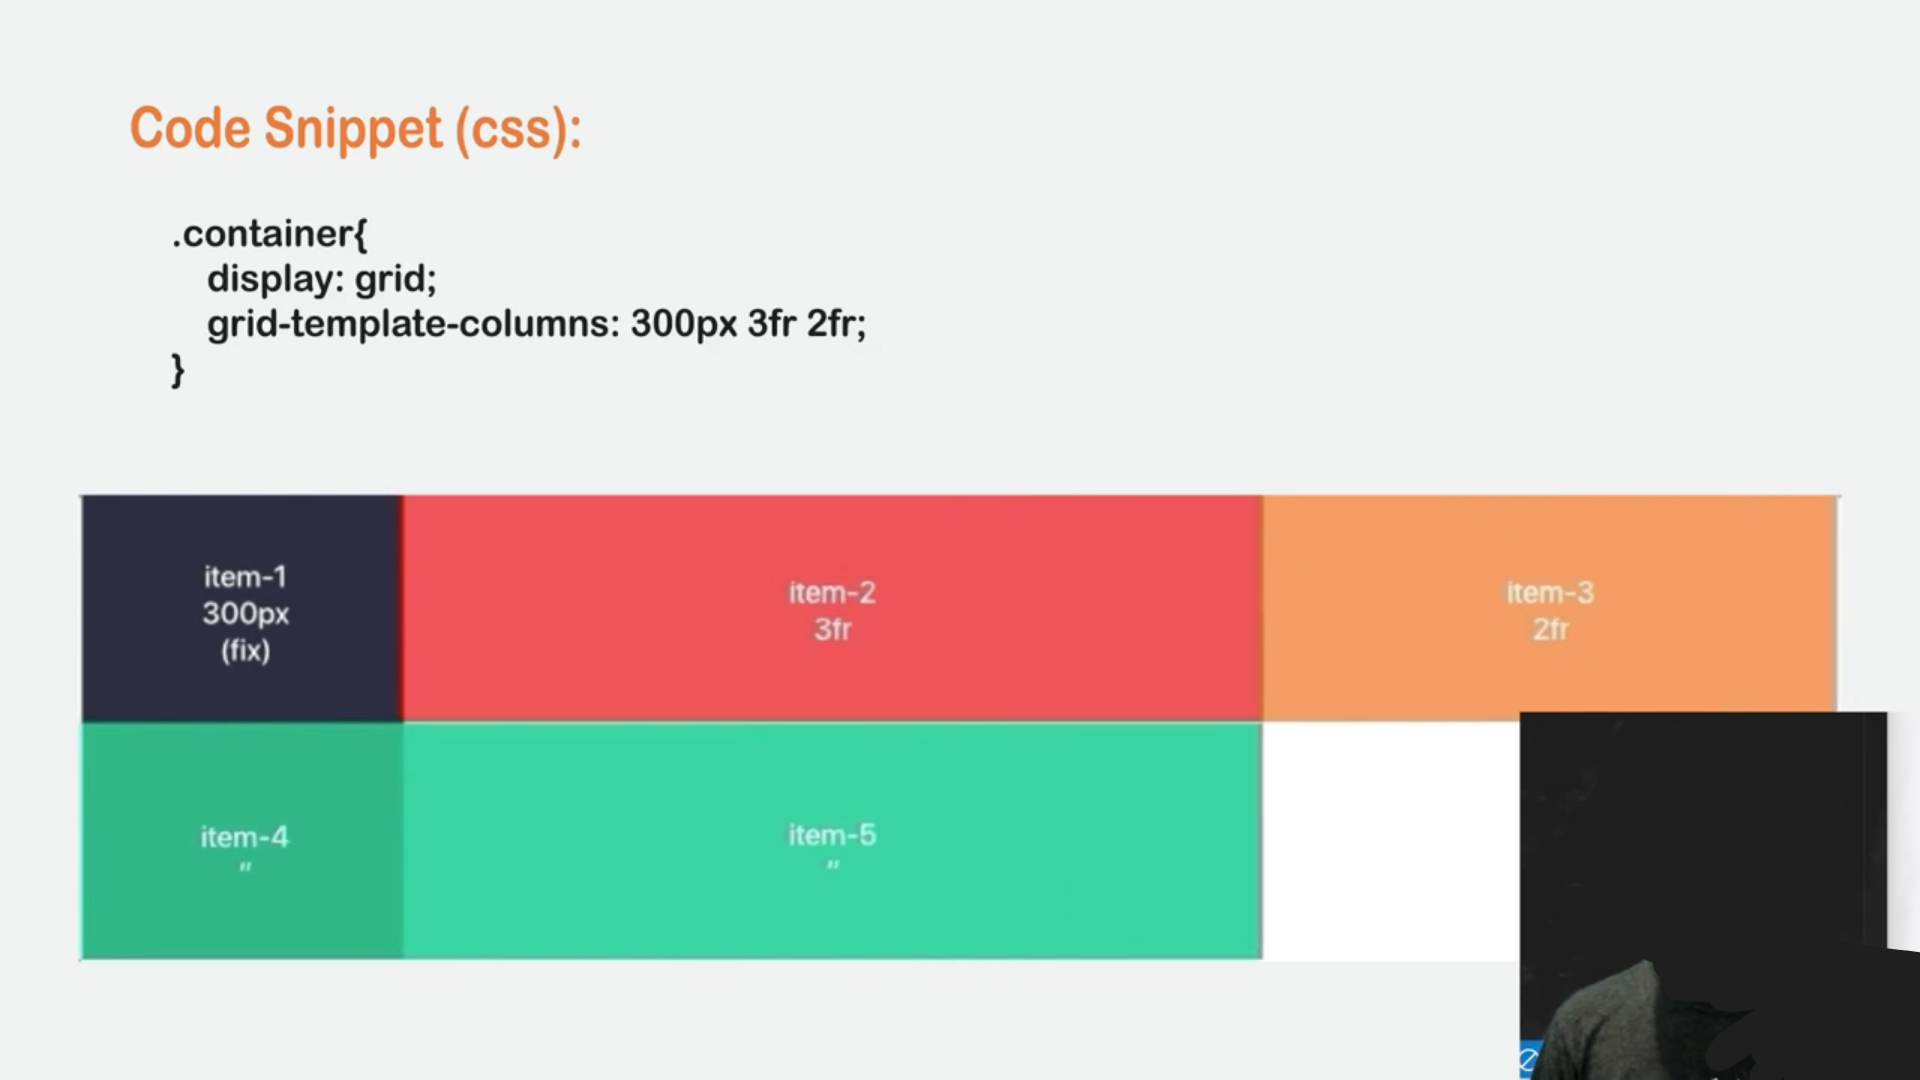 Code Snippet (css):
.container{
display: grid;
grid-template-columns: 300px 3fr 2fr;
}
item-1
300px
(fix)
item-2
3fr
item-3
2fr
item-4
"
item-5
"